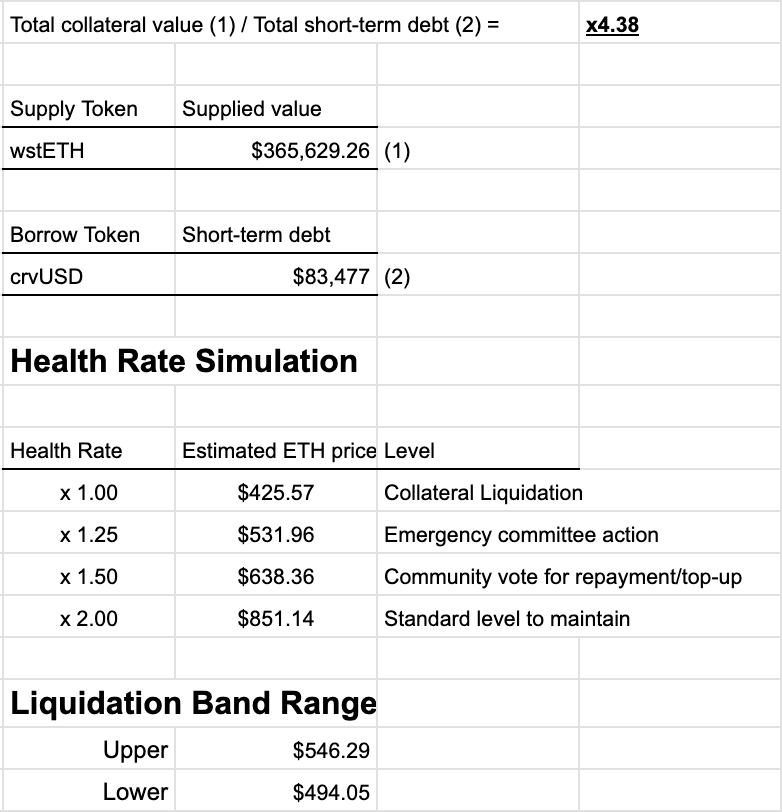 Total collateral value (1) / Total short-term debt (2) = x4.38
Supply Token Supplied value
wstETH $365,629.26 (1)
Borrow Token Short-term debt
crvUSD $83,477 (2)
Health Rate Simulation
Health Rate Estimated ETH price Level
x 1.00 $425.57 Collateral Liquidation
x 1.25 $531.96 Emergency committee action
x 1.50 $638.36 Community vote for repayment/top-up
x 2.00 $851.14 Standard level to maintain
Liquidation Band Range
Upper $546.29
Lower $494.05